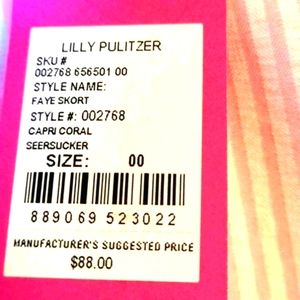 LILLY PULITZER
SKU #
002768 656501 00
STYLE NAME:
FAYE SKORT
STYLE #: 002768
CAPRI CORAL
SEERSUCKER
SIZE: 00
889069 523022
MANUFACTURER'S SUGGESTED PRICE
$88.00